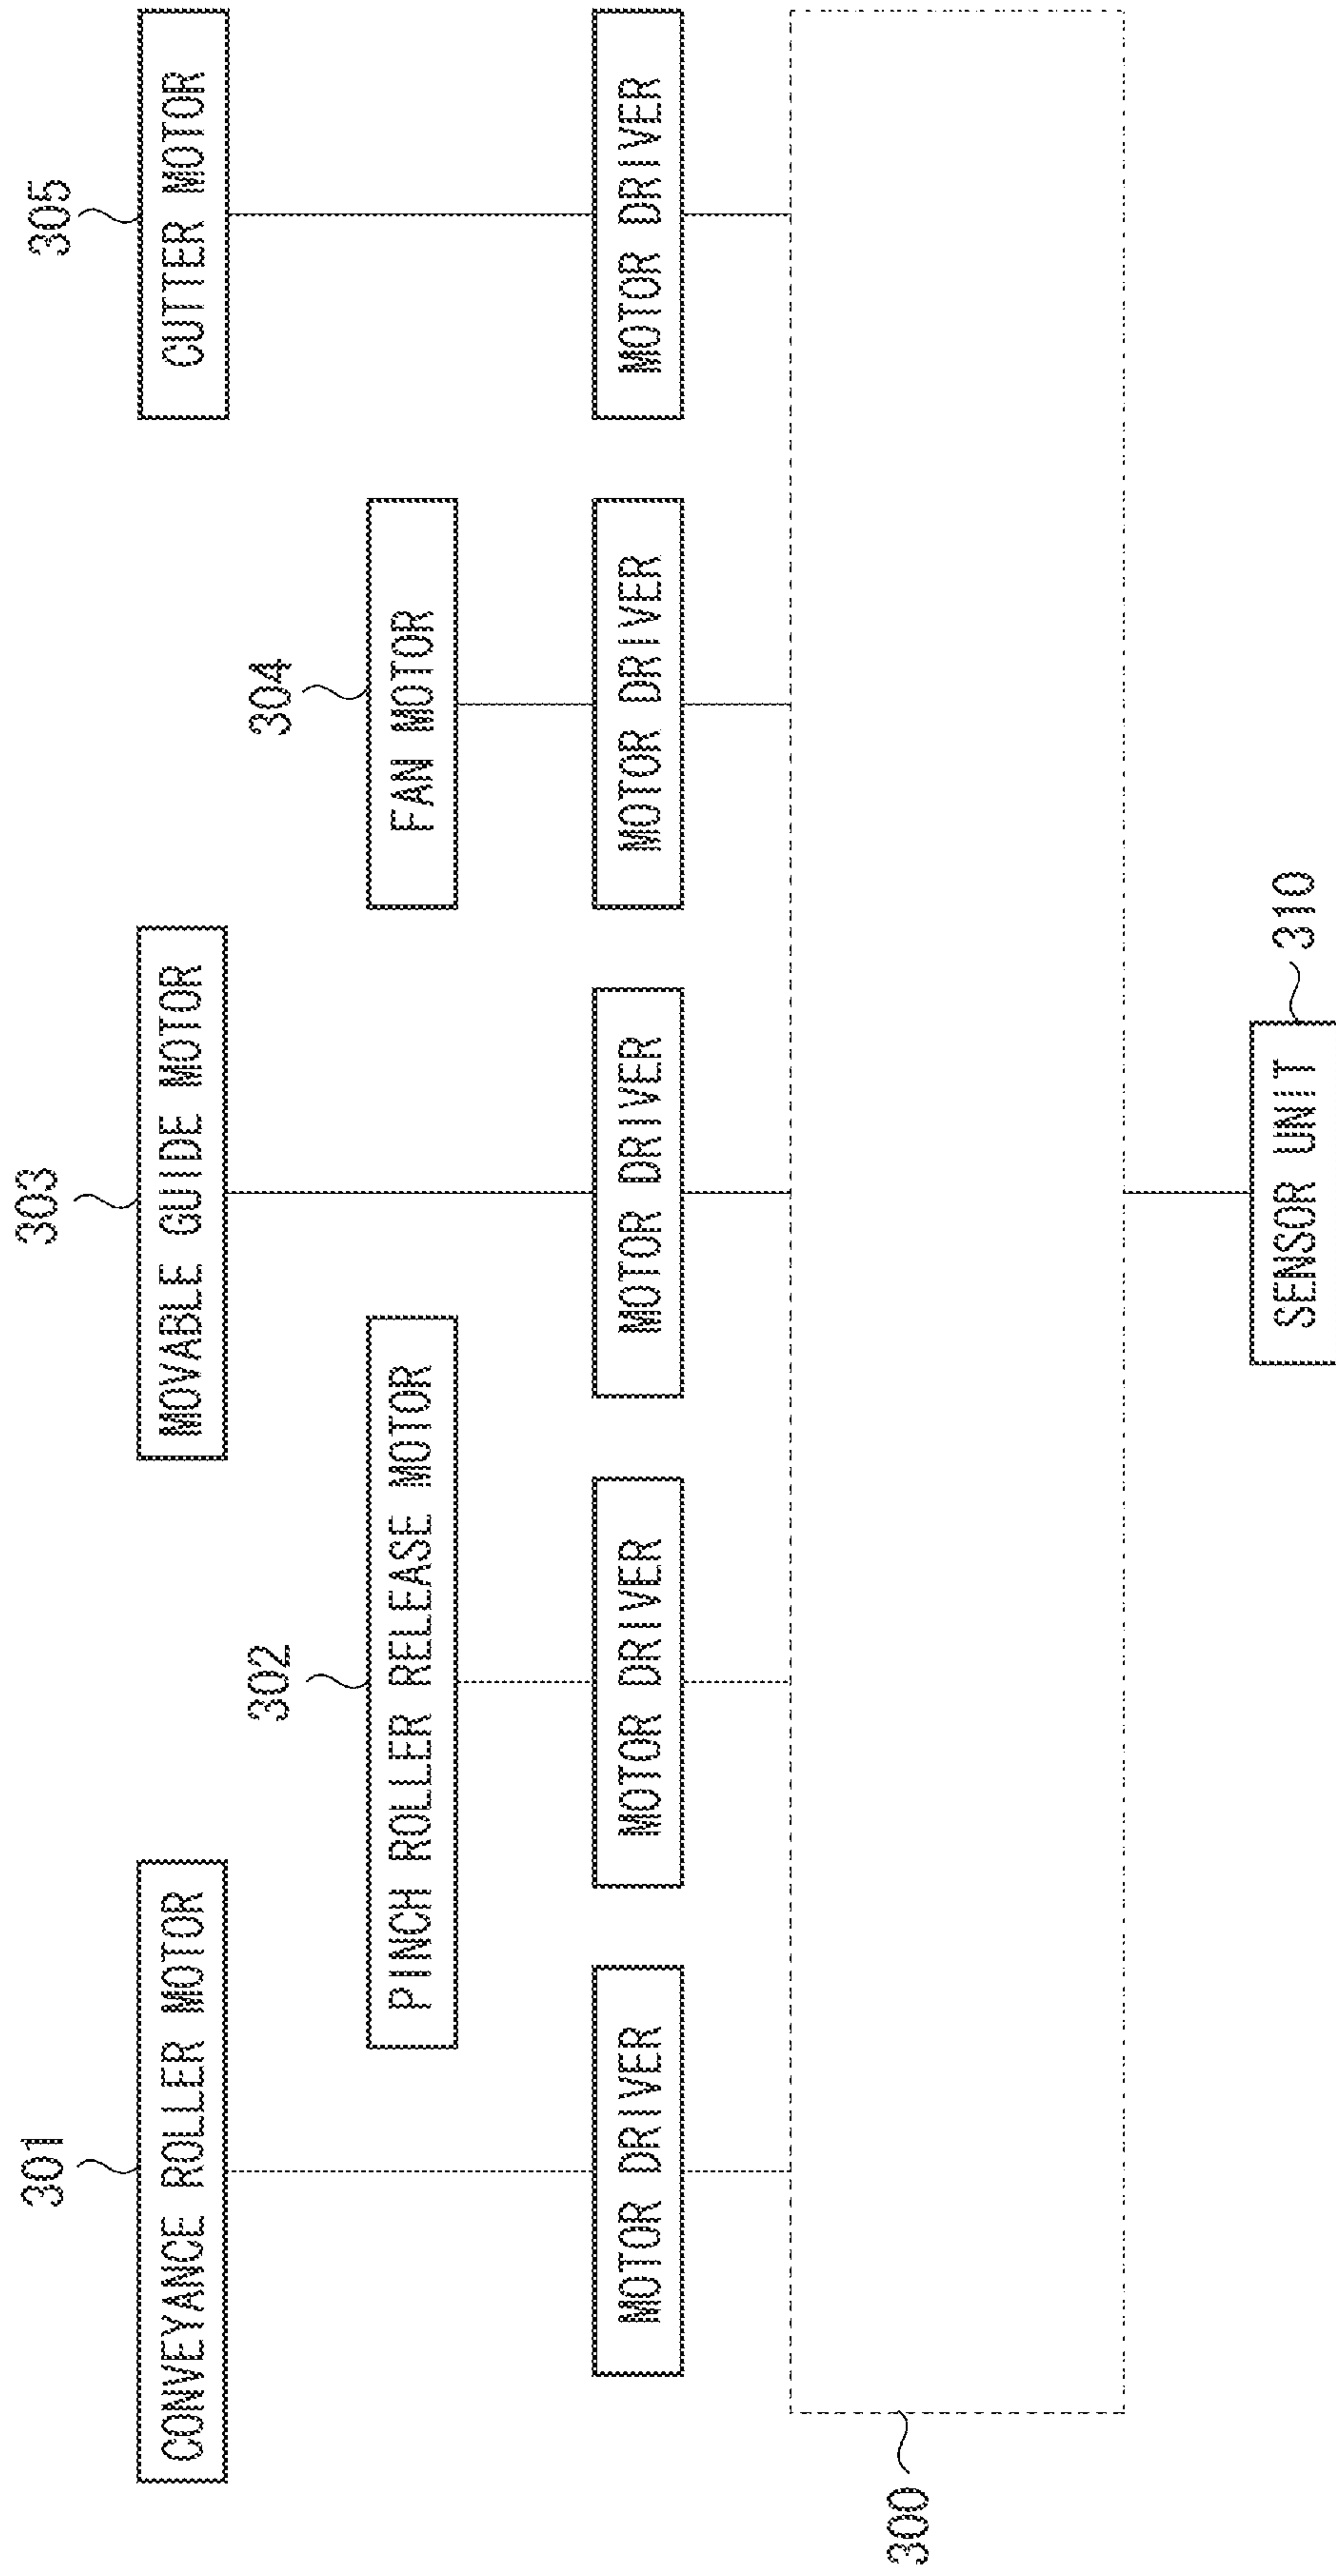 301
CONVEYANCE ROLLER MOTOR
302
PINCH ROLLER RELEASE MOTOR
303
MOVABLE GUIDE MOTOR
304
FAN MOTOR
305
CUTTER MOTOR
MOTOR DRIVER
MOTOR DRIVER
MOTOR DRIVER
MOTOR DRIVER
MOTOR DRIVER
300
SENSOR UNIT
310